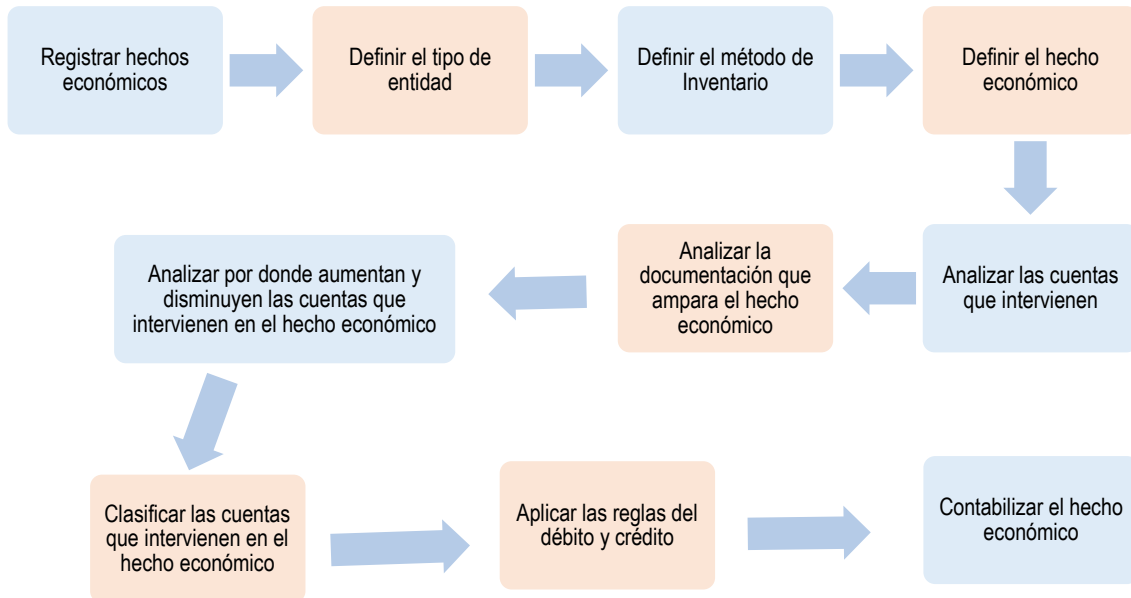 Registrar hechos
económicos
Definir el tipo de
entidad
Definir el método de
Inventario
Definir el hecho
económico
Analizar las cuentas
que intervienen
Analizar la
documentación que
ampara el hecho
económico
Analizar por donde aumentan y
disminuyen las cuentas que
intervienen en el hecho económico
Clasificar las cuentas
que intervienen en el
hecho económico
Aplicar las reglas del
débito y crédito
Contabilizar el hecho
económico